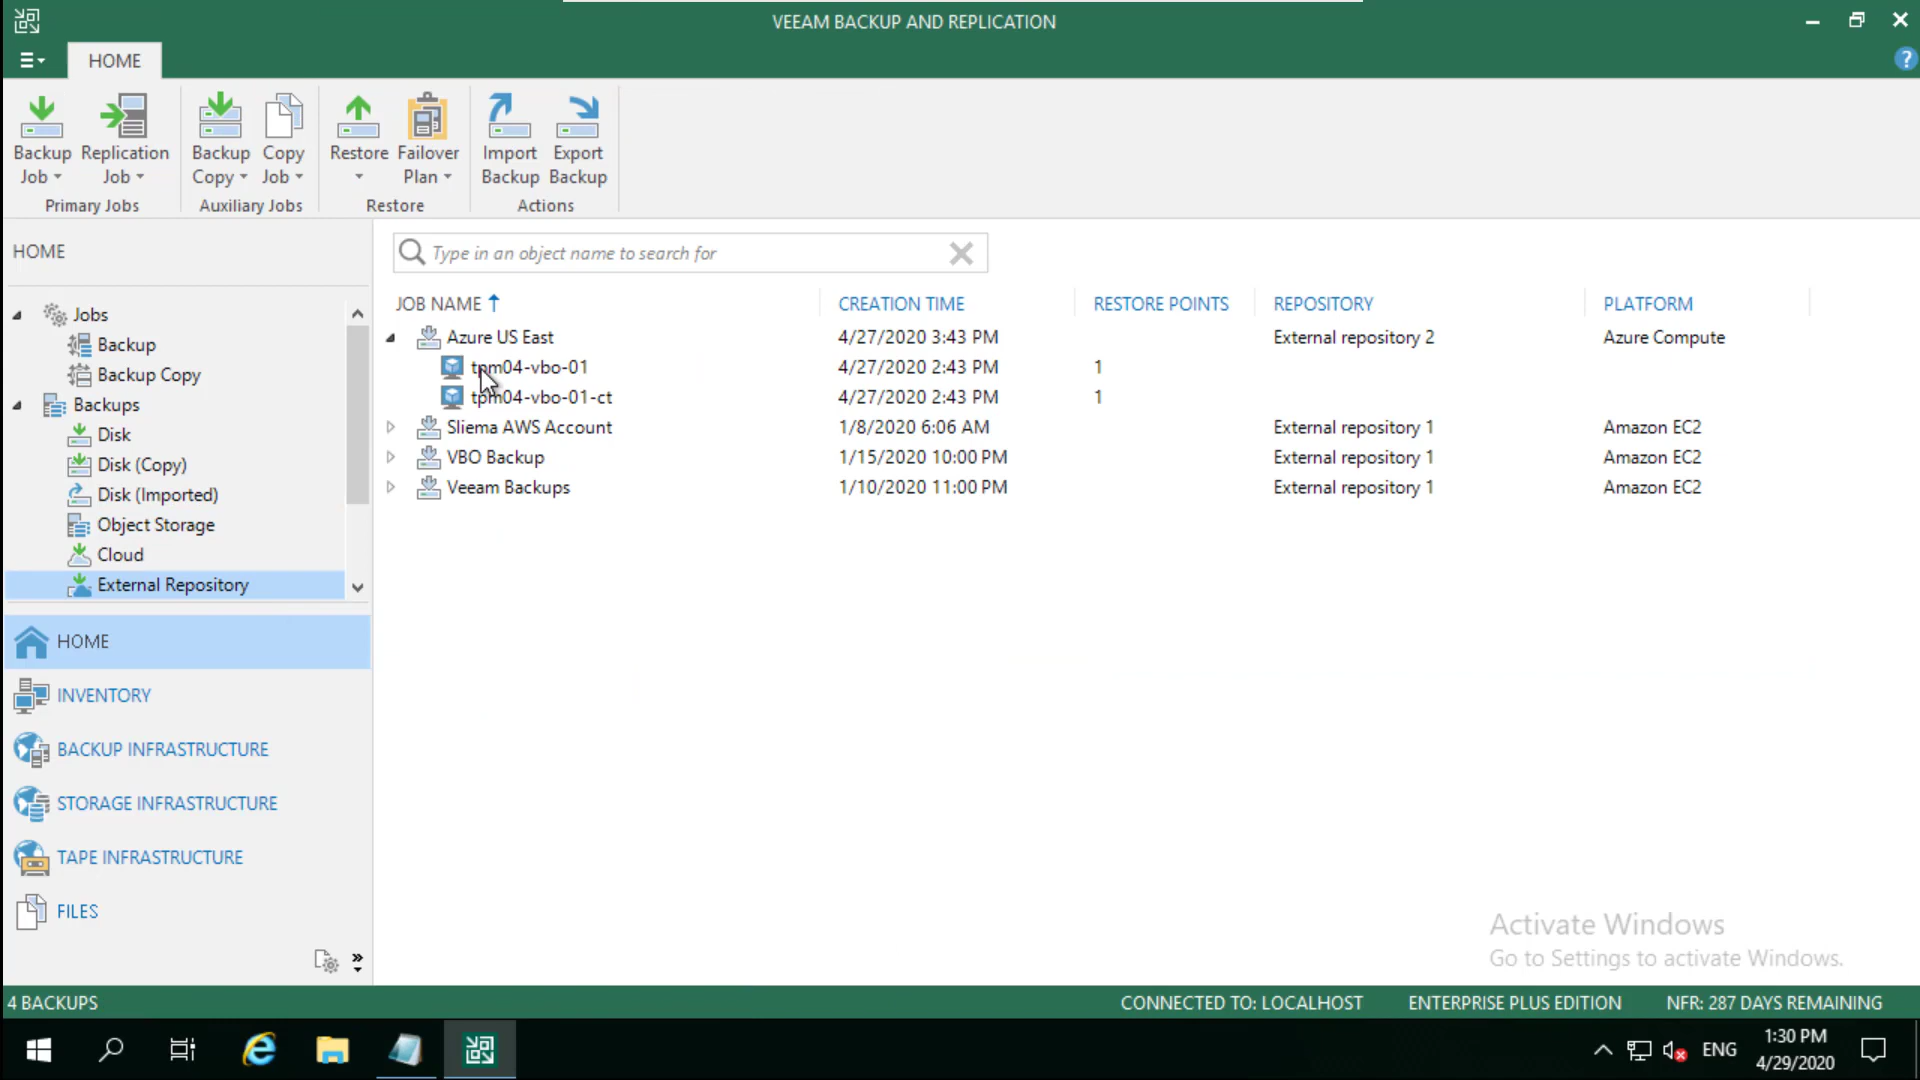 VEEAM BACKUP AND REPLICATION
HOME
?
Backup Job
Replication Job
Backup Copy
Copy Job
Restore
Failover Plan
Import Backup
Export Backup
Primary Jobs
Auxiliary Jobs
Restore
Actions
HOME
Jobs
Backup
Backup Copy
Backups
Disk
Disk (Copy)
Disk (Imported)
Object Storage
Cloud
External Repository
HOME
INVENTORY
BACKUP INFRASTRUCTURE
STORAGE INFRASTRUCTURE
TAPE INFRASTRUCTURE
FILES
Type in an object name to search for
JOB NAME CREATION TIME RESTORE POINTS REPOSITORY PLATFORM
Azure US East 4/27/2020 3:43 PM External repository 2 Azure Compute
tpm04-vbo-01 4/27/2020 2:43 PM 1
tpm04-vbo-01-ct 4/27/2020 2:43 PM 1
Sliema AWS Account 1/8/2020 6:06 AM External repository 1 Amazon EC2
VBO Backup 1/15/2020 10:00 PM External repository 1 Amazon EC2
Veeam Backups 1/10/2020 11:00 PM External repository 1 Amazon EC2
Activate Windows
Go to Settings to activate Windows.
4 BACKUPS CONNECTED TO: LOCALHOST ENTERPRISE PLUS EDITION NFR: 287 DAYS REMAINING
ENG
1:30 PM
4/29/2020